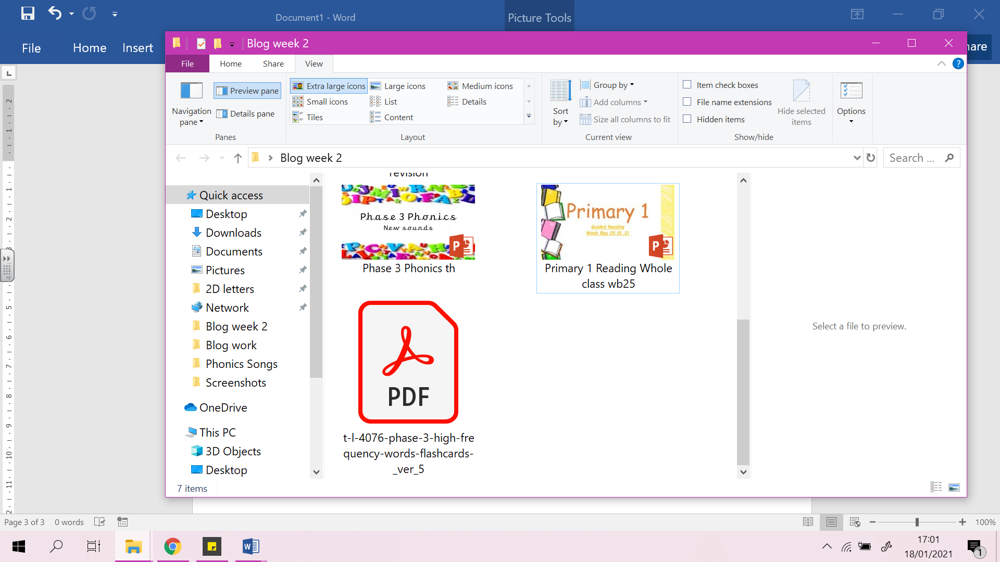 Document1 - Word
Picture Tools
File
Home
Insert
Blog week 2
File
Home
Share
View
?
Navigation
pane
Preview pane
Details pane
Panes
Extra large icons
Large icons
Medium icons
Small icons
List
Details
Tiles
Content
Layout
Sort
by
Group by
Add columns
Size all columns to fit
Current view
Item check boxes
File name extensions
Hidden items
Hide selected
items
Show/hide
Options
Blog week 2
Search ...
Quick access
Desktop
Downloads
Documents
Pictures
2D letters
Network
Blog week 2
Blog work
Phonics Songs
Screenshots
OneDrive
This PC
3D Objects
Desktop
revision
Phase 3 Phonics
New sounds
Phase 3 Phonics th
Primary 1
Guided Reading
Week Beg 25.01.21
Primary 1 Reading Whole
class wb25
PDF
t-l-4076-phase-3-high-fre
quency-words-flashcards-
_ver_5
Select a file to preview.
7 items
Page 3 of 3
0 words
100%
17:01
18/01/2021
1